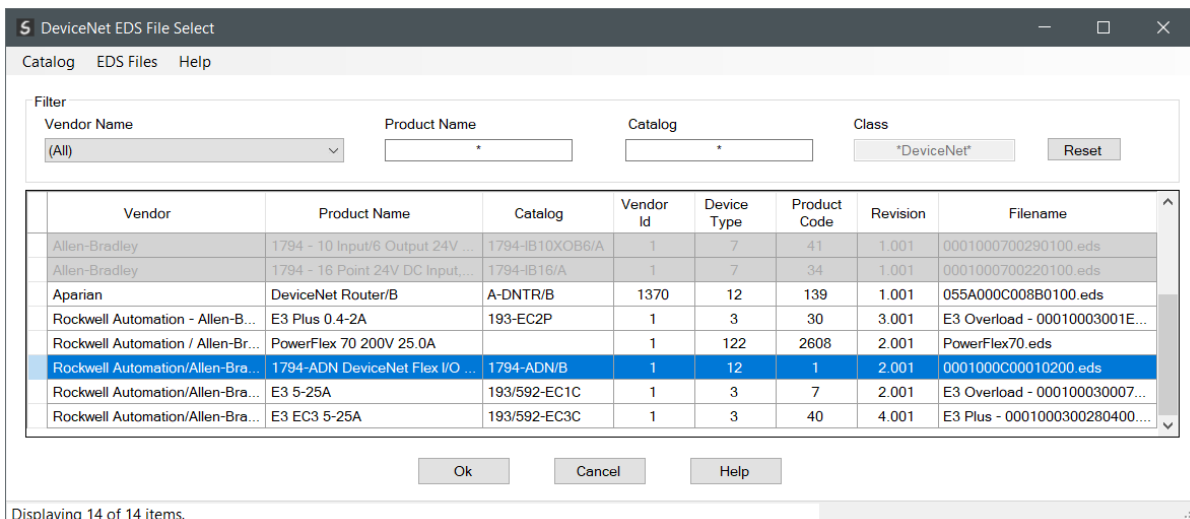 S DeviceNet EDS File Select
Catalog EDS Files Help
Filter
Vendor Name Product Name Catalog Class
(All) * * *DeviceNet* Reset
Vendor Product Name Catalog Vendor Id Device Type Product Code Revision Filename
Allen-Bradley 1794 - 10 Input/6 Output 24V ... 1794-IB10XOB6/A 1 7 41 1.001 0001000700290100.eds
Allen-Bradley 1794 - 16 Point 24V DC Input,... 1794-IB16/A 1 7 34 1.001 0001000700220100.eds
Aparian DeviceNet Router/B A-DNTR/B 1370 12 139 1.001 055A000C008B0100.eds
Rockwell Automation - Allen-B... E3 Plus 0.4-2A 193-EC2P 1 3 30 3.001 E3 Overload - 00010003001E...
Rockwell Automation / Allen-Br... PowerFlex 70 200V 25.0A 1 122 2608 2.001 PowerFlex70.eds
Rockwell Automation/Allen-Bra... 1794-ADN DeviceNet Flex I/O ... 1794-ADN/B 1 12 1 2.001 0001000C00010200.eds
Rockwell Automation/Allen-Bra... E3 5-25A 193/592-EC1C 1 3 7 2.001 E3 Overload - 000100030007...
Rockwell Automation/Allen-Bra... E3 EC3 5-25A 193/592-EC3C 1 3 40 4.001 E3 Plus - 0001000300280400....
Ok Cancel Help
Displaying 14 of 14 items.